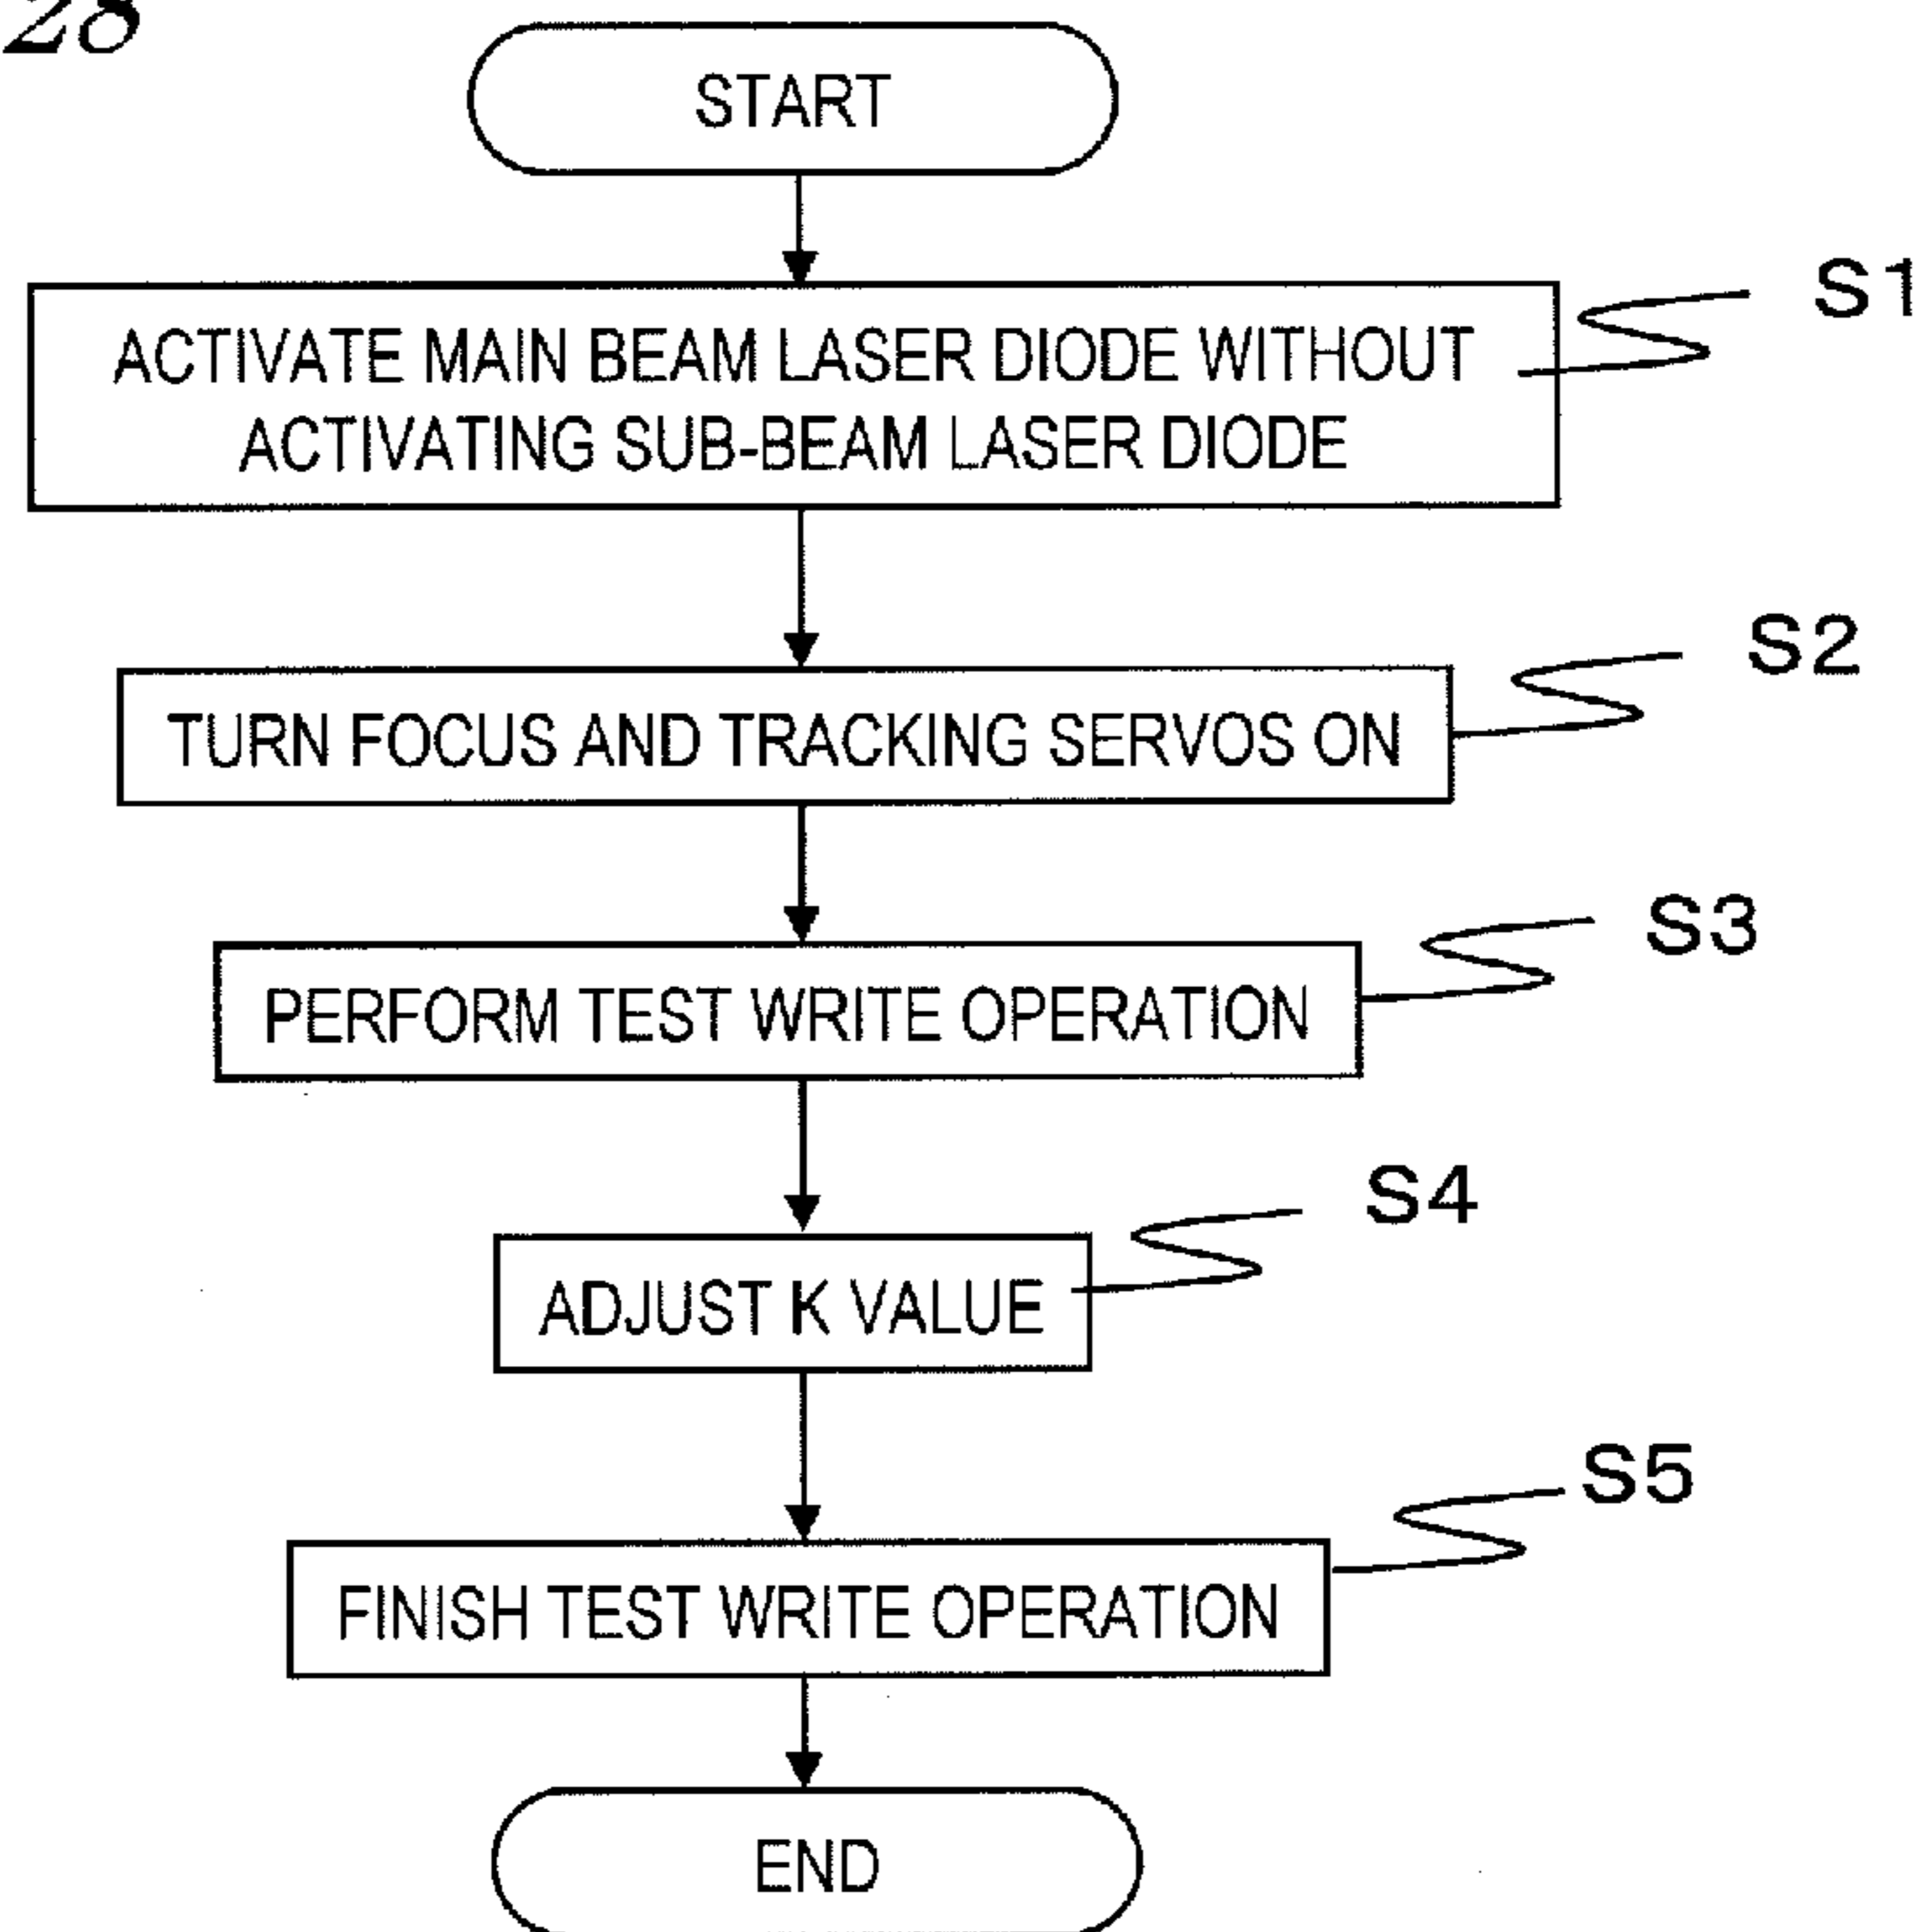 28
START
S1
ACTIVATE MAIN BEAM LASER DIODE WITHOUT
ACTIVATING SUB-BEAM LASER DIODE
S2
TURN FOCUS AND TRACKING SERVOS ON
S3
PERFORM TEST WRITE OPERATION
S4
ADJUST K VALUE
S5
FINISH TEST WRITE OPERATION
END